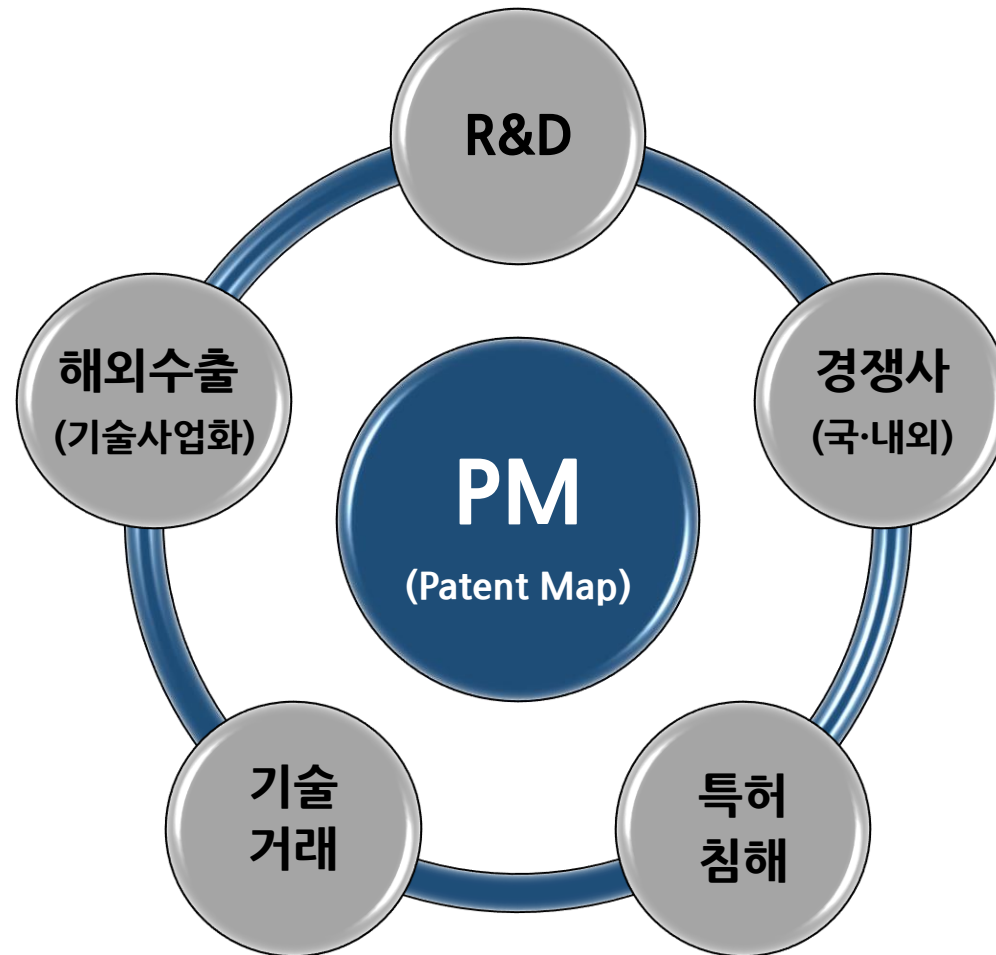 R&D
해외수출
(기술사업화)
경쟁사
(국·내외)
PM
(Patent Map)
기술
거래
특허
침해